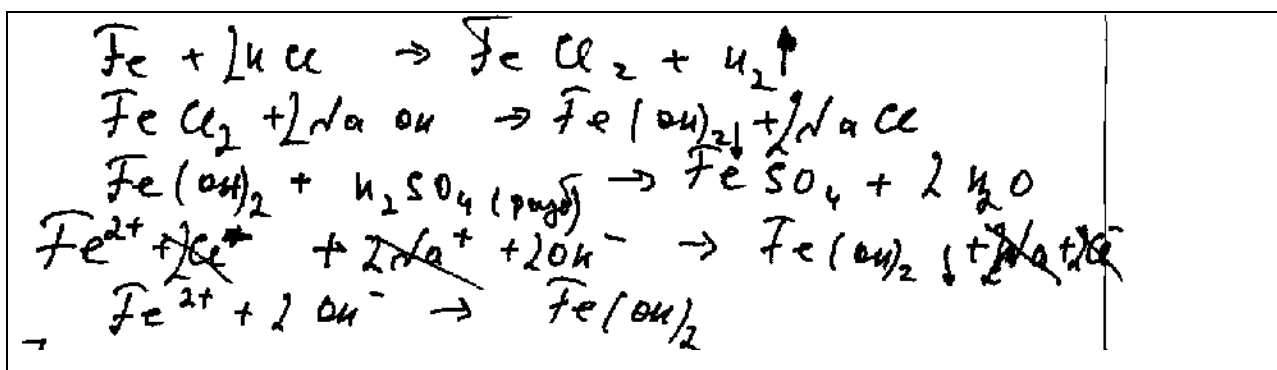 Fe + 2HCl → FeCl₂ + H₂↑
FeCl₂ + 2NaOH → Fe(OH)₂↓ + 2NaCl
Fe(OH)₂ + H₂SO₄ (разб) → FeSO₄ + 2H₂O
Fe²⁺ + 2Cl⁻ + 2Na⁺ + 2OH⁻ → Fe(OH)₂↓ + 2Na + 2Cl⁻
Fe²⁺ + 2OH⁻ → Fe(OH)₂